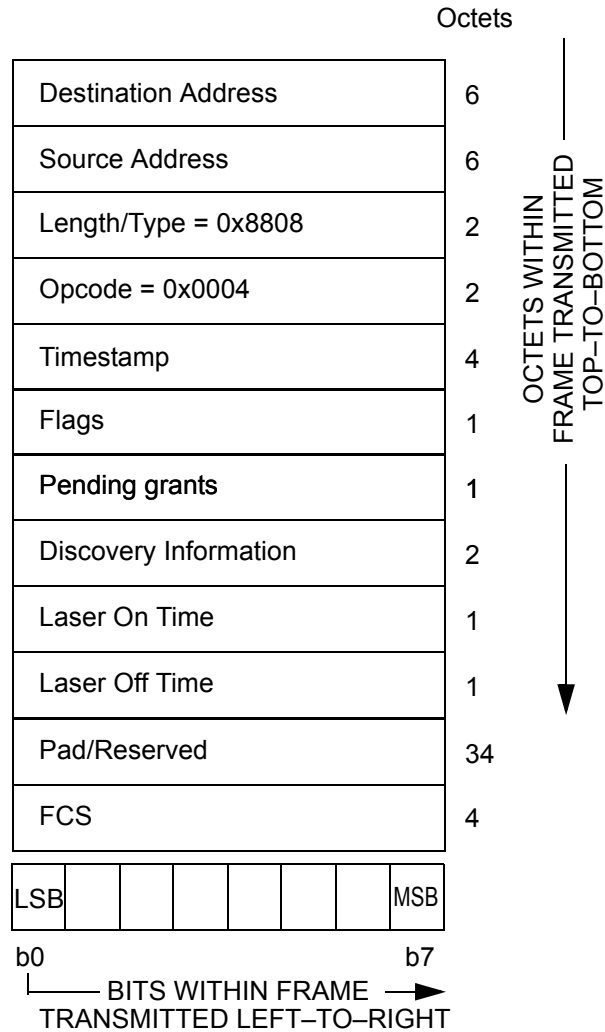 Octets
Destination Address 6
Source Address 6
Length/Type = 0x8808 2
Opcode = 0x0004 2
Timestamp 4
Flags 1
Pending grants 1
Discovery Information 2
Laser On Time 1
Laser Off Time 1
Pad/Reserved 34
FCS 4
OCTETS WITHIN
FRAME TRANSMITTED
TOP–TO–BOTTOM
LSB MSB
b0 b7
BITS WITHIN FRAME
TRANSMITTED LEFT–TO–RIGHT